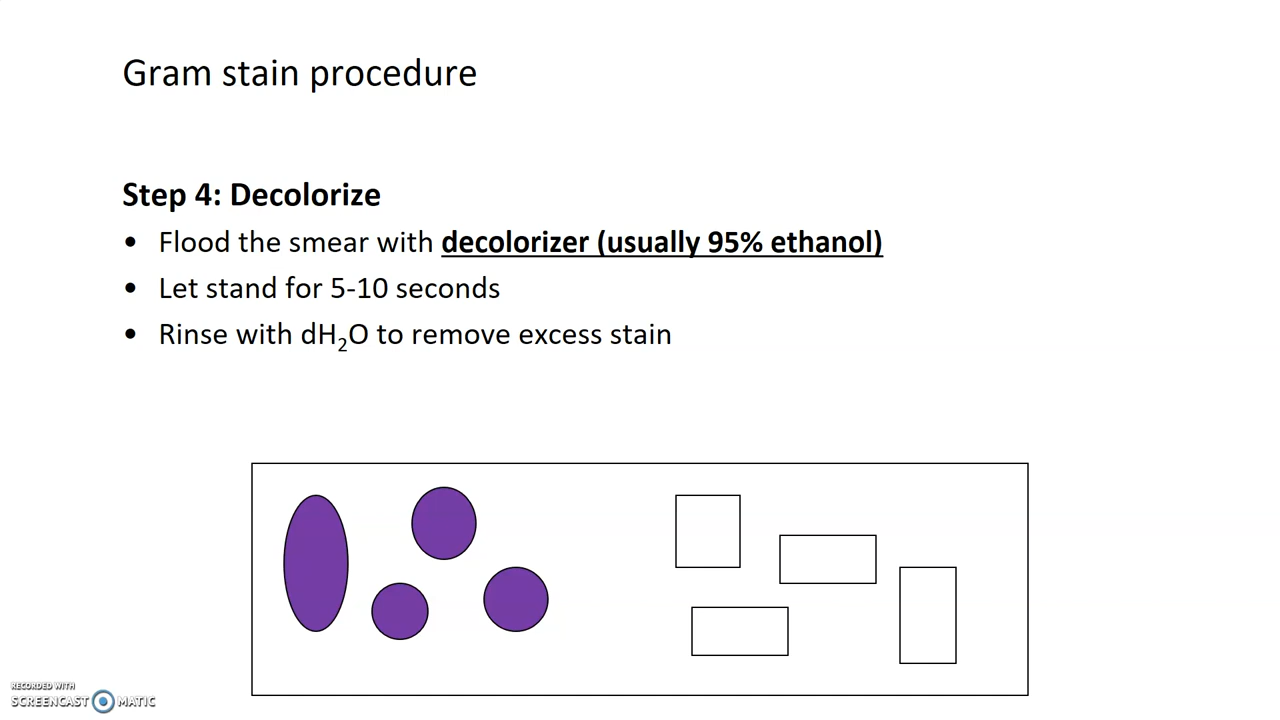 Gram stain procedure
Step 4: Decolorize
• Flood the smear with decolorizer (usually 95% ethanol)
• Let stand for 5-10 seconds
• Rinse with dH₂O to remove excess stain
RECORDED WITH
SCREENCAST MATIC